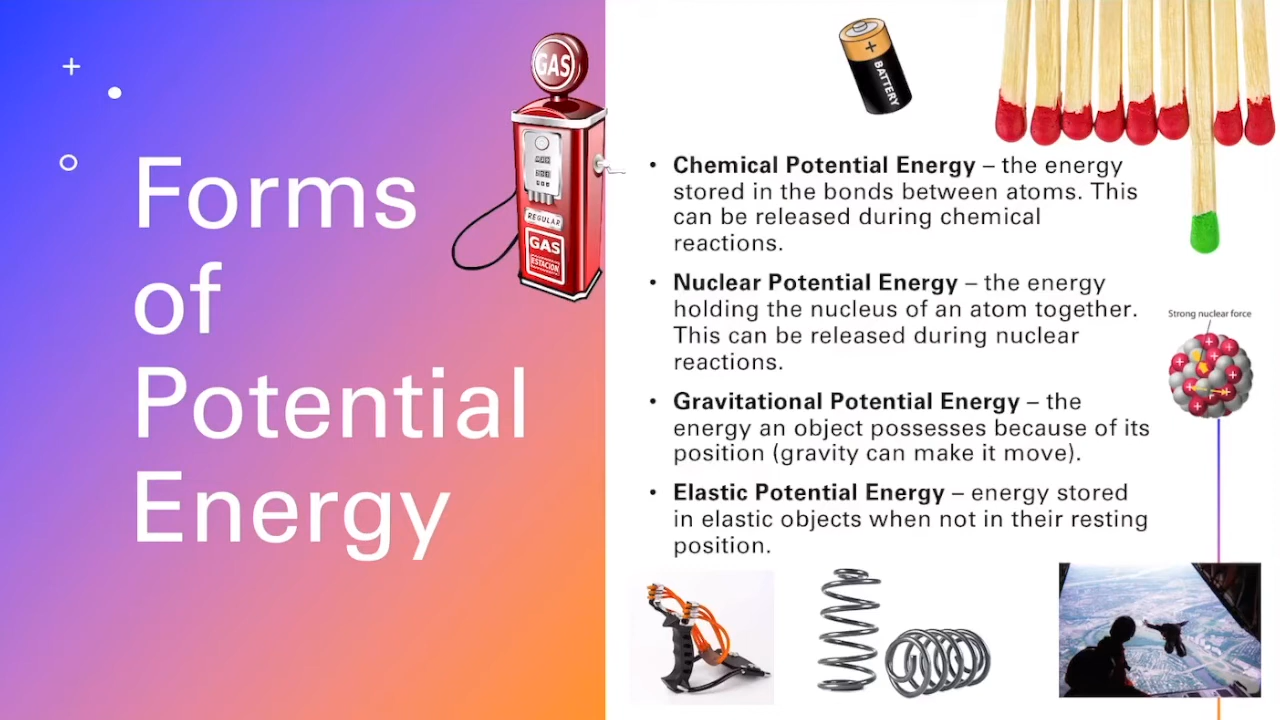 Forms
of
Potential
Energy
GAS
REGULAR
GAS
ESTACION
BATTERY
• Chemical Potential Energy – the energy
stored in the bonds between atoms. This
can be released during chemical
reactions.
• Nuclear Potential Energy – the energy
holding the nucleus of an atom together.
This can be released during nuclear
reactions.
Strong nuclear force
• Gravitational Potential Energy – the
energy an object possesses because of its
position (gravity can make it move).
• Elastic Potential Energy – energy stored
in elastic objects when not in their resting
position.